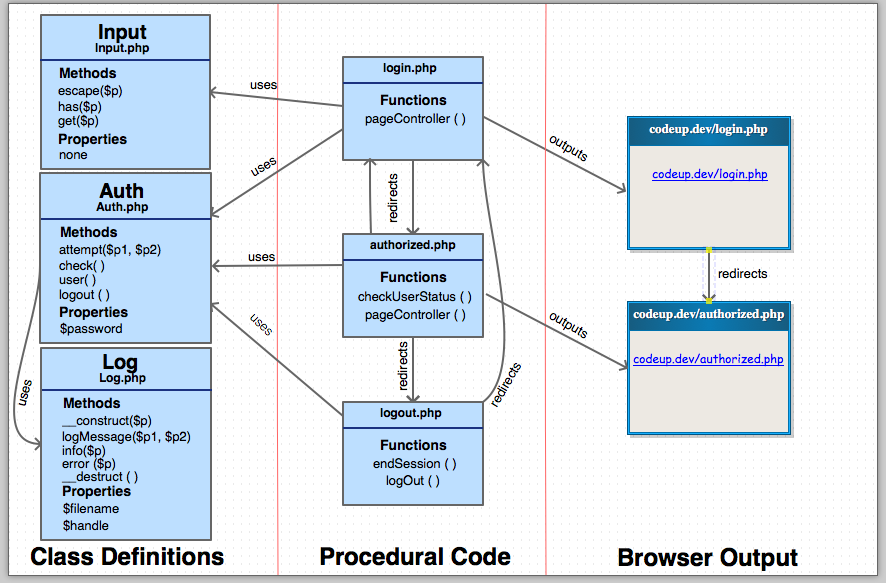 Input
Input.php
Methods
escape($p)
has($p)
get($p)
Properties
none
Auth
Auth.php
Methods
attempt($p1, $p2)
check( )
user( )
logout ( )
Properties
$password
uses
Log
Log.php
Methods
__construct($p)
logMessage($p1, $p2)
info($p)
error ($p)
__destruct ( )
Properties
$filename
$handle
Class Definitions
uses
uses
uses
uses
login.php
Functions
pageController ( )
redirects
authorized.php
Functions
checkUserStatus ( )
pageController ( )
redirects
redirects
logout.php
Functions
endSession ( )
logOut ( )
Procedural Code
outputs
outputs
codeup.dev/login.php
codeup.dev/login.php
redirects
codeup.dev/authorized.php
codeup.dev/authorized.php
Browser Output